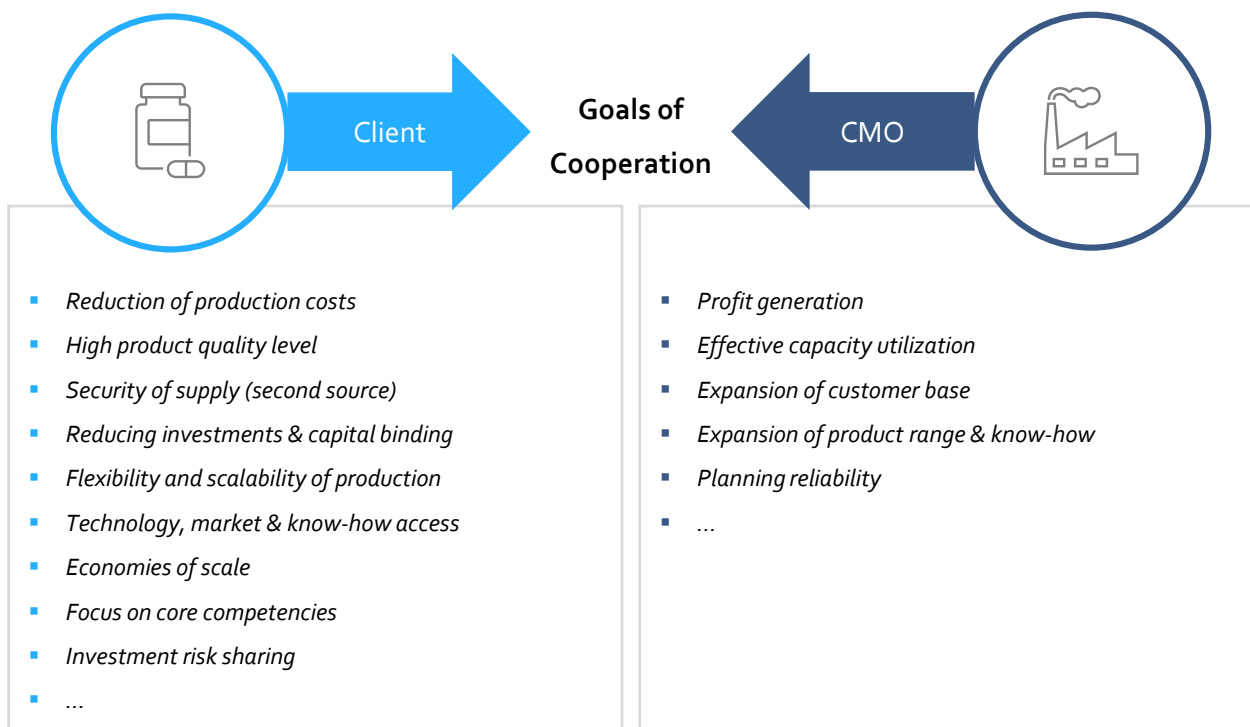 Client
Goals of
Cooperation
CMO
▪ Reduction of production costs
▪ High product quality level
▪ Security of supply (second source)
▪ Reducing investments & capital binding
▪ Flexibility and scalability of production
▪ Technology, market & know-how access
▪ Economies of scale
▪ Focus on core competencies
▪ Investment risk sharing
▪ ...
▪ Profit generation
▪ Effective capacity utilization
▪ Expansion of customer base
▪ Expansion of product range & know-how
▪ Planning reliability
▪ ...